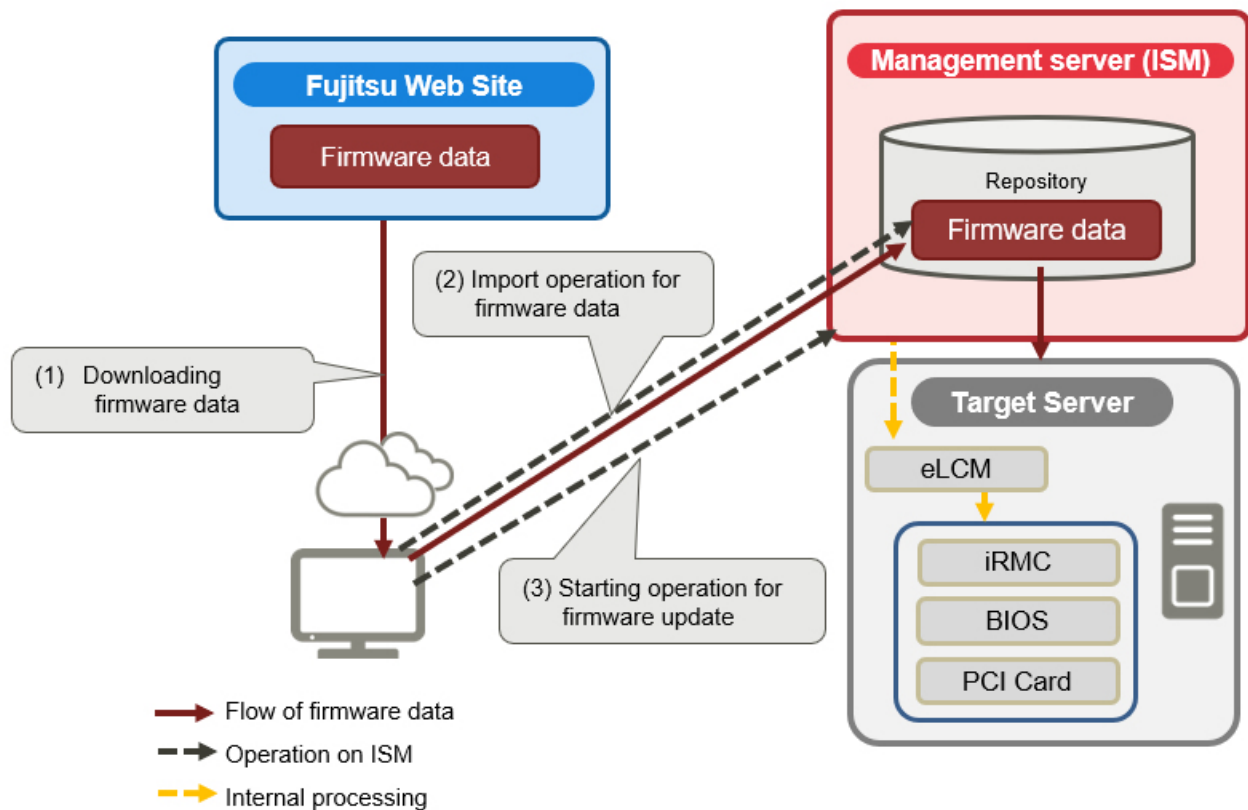 Fujitsu Web Site
Firmware data
Management server (ISM)
Repository
Firmware data
(2) Import operation for
firmware data
(1) Downloading
firmware data
Target Server
eLCM
iRMC
BIOS
PCI Card
(3) Starting operation for
firmware update
Flow of firmware data
Operation on ISM
Internal processing